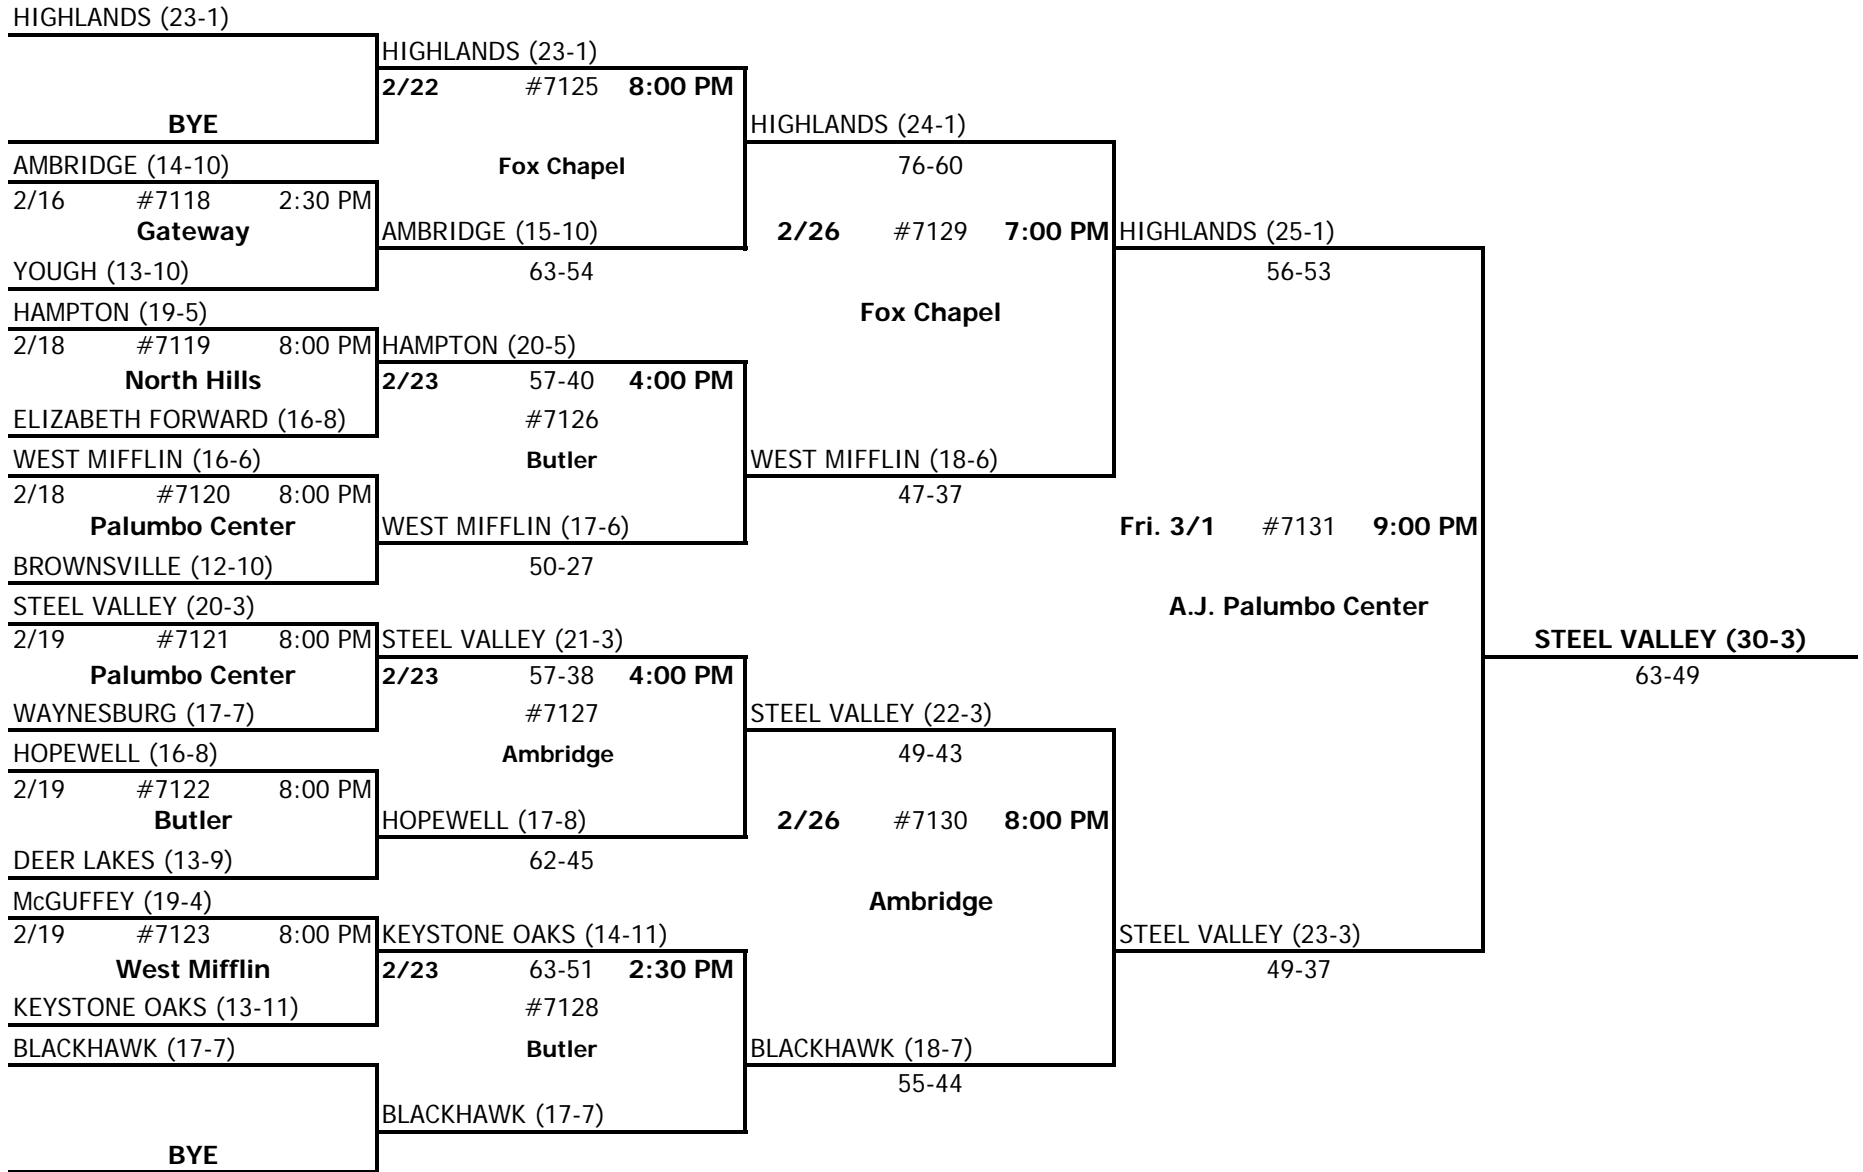 HIGHLANDS (23-1)
BYE
AMBRIDGE (14-10)
2/16 #7118 2:30 PM
Gateway
YOUGH (13-10)
HAMPTON (19-5)
2/18 #7119 8:00 PM
North Hills
ELIZABETH FORWARD (16-8)
WEST MIFFLIN (16-6)
2/18 #7120 8:00 PM
Palumbo Center
BROWNSVILLE (12-10)
STEEL VALLEY (20-3)
2/19 #7121 8:00 PM
Palumbo Center
WAYNESBURG (17-7)
HOPEWELL (16-8)
2/19 #7122 8:00 PM
Butler
DEER LAKES (13-9)
McGUFFEY (19-4)
2/19 #7123 8:00 PM
West Mifflin
KEYSTONE OAKS (13-11)
BLACKHAWK (17-7)
BYE
HIGHLANDS (23-1)
2/22 #7125 8:00 PM
Fox Chapel
AMBRIDGE (15-10)
63-54
HAMPTON (20-5)
2/23 57-40 4:00 PM
#7126
Butler
WEST MIFFLIN (17-6)
50-27
STEEL VALLEY (21-3)
2/23 57-38 4:00 PM
#7127
Ambridge
HOPEWELL (17-8)
62-45
KEYSTONE OAKS (14-11)
2/23 63-51 2:30 PM
#7128
Butler
BLACKHAWK (17-7)
HIGHLANDS (24-1)
76-60
2/26 #7129 7:00 PM
Fox Chapel
WEST MIFFLIN (18-6)
47-37
STEEL VALLEY (22-3)
49-43
2/26 #7130 8:00 PM
Ambridge
BLACKHAWK (18-7)
55-44
HIGHLANDS (25-1)
56-53
Fri. 3/1 #7131 9:00 PM
A.J. Palumbo Center
STEEL VALLEY (23-3)
49-37
STEEL VALLEY (30-3)
63-49